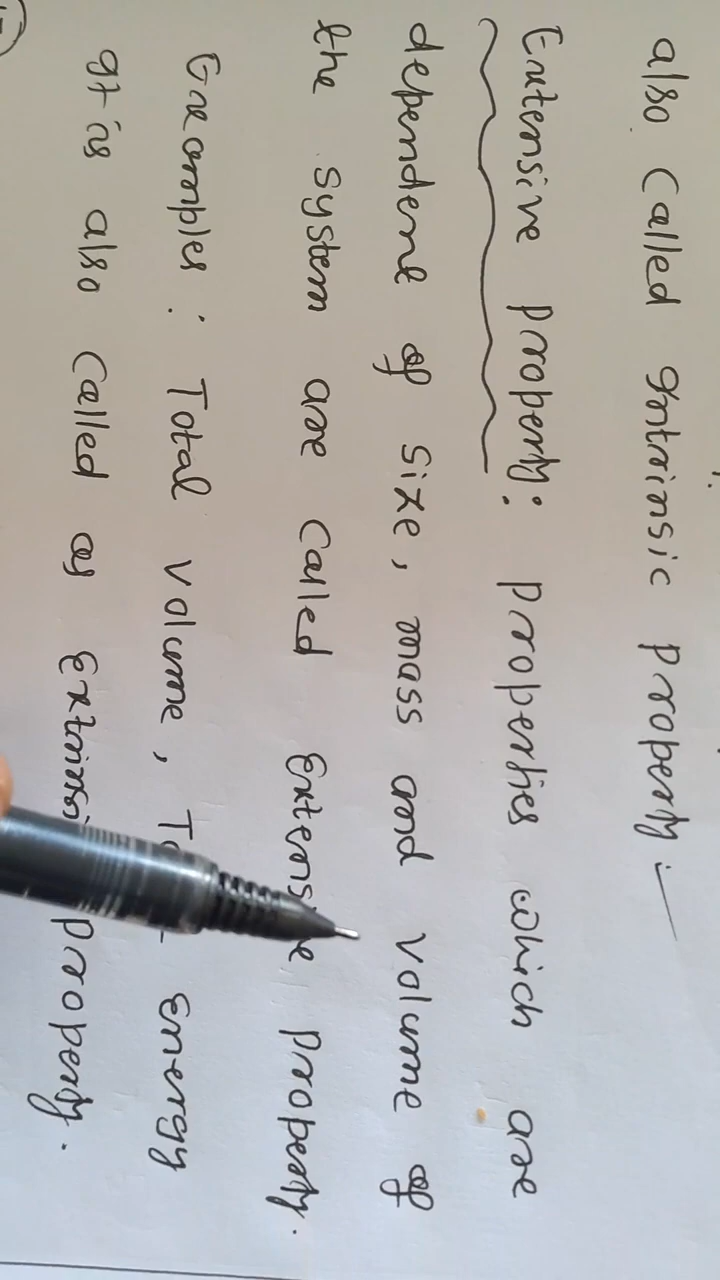 also called Intrinsic property.
Extensive property: properties which are
dependent of size, mass and volume of
the system are called Extensive property.
Examples: Total volume, Energy
It is also called as Extrinsic property.